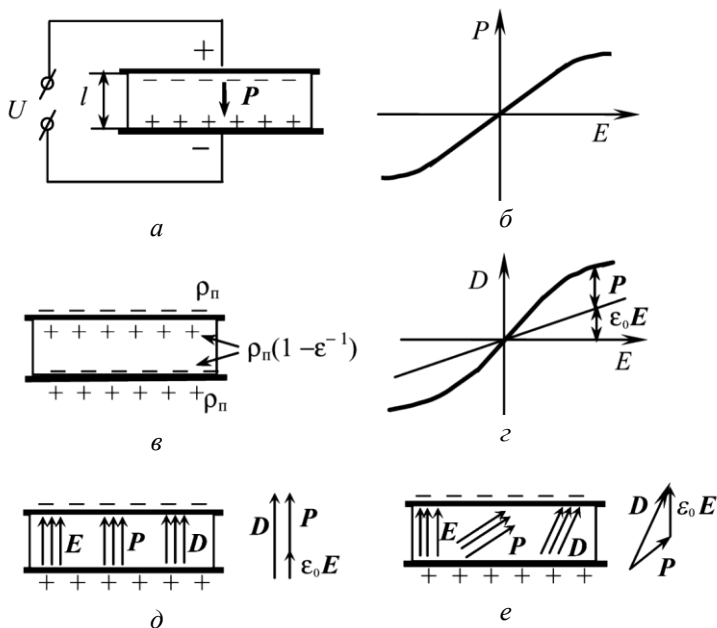 P
+
– – – – – –
U
l
P
+ + + + + +
–
E
а
б
ρп
– – – – – –
+ + + + + +
ρп(1 – ε⁻¹)
– – – – – –
+ + + + + +
ρп
D
P
ε₀E
E
в
г
– – – – – –
E P D
D P
ε₀E
+ + + + + +
– – – – – –
E P D
D ε₀E
P
+ + + + + +
д
е